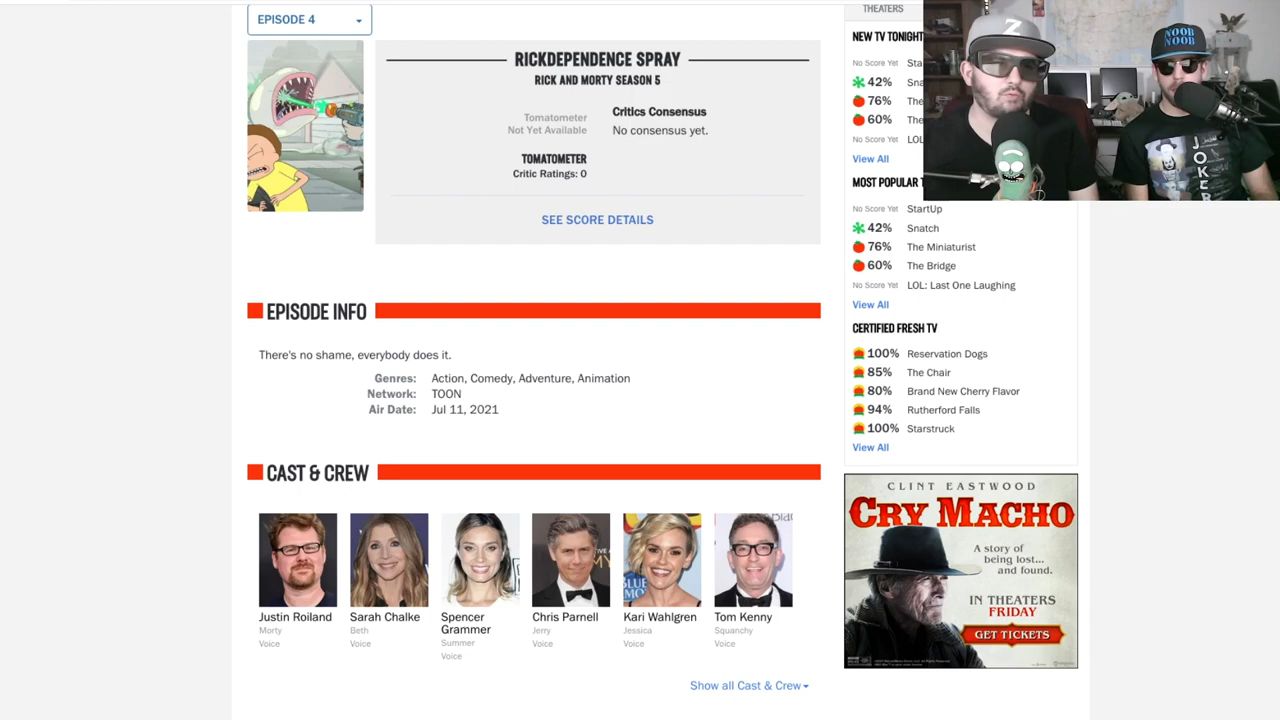 EPISODE 4
RICKDEPENDENCE SPRAY
RICK AND MORTY SEASON 5
Tomatometer
Not Yet Available
Critics Consensus
No consensus yet.
TOMATOMETER
Critic Ratings: 0
SEE SCORE DETAILS
EPISODE INFO
There's no shame, everybody does it.
Genres: Action, Comedy, Adventure, Animation
Network: TOON
Air Date: Jul 11, 2021
CAST & CREW
Justin Roiland
Morty
Voice
Sarah Chalke
Beth
Voice
Spencer
Grammer
Summer
Voice
Chris Parnell
Jerry
Voice
Kari Wahlgren
Jessica
Voice
Tom Kenny
Squanchy
Voice
Show all Cast & Crew
THEATERS
NEW TV TONIGHT
No Score Yet Sta
42% Sna
76% The
60% The
No Score Yet LOL
View All
MOST POPULAR T
No Score Yet StartUp
42% Snatch
76% The Miniaturist
60% The Bridge
No Score Yet LOL: Last One Laughing
View All
CERTIFIED FRESH TV
100% Reservation Dogs
85% The Chair
80% Brand New Cherry Flavor
94% Rutherford Falls
100% Starstruck
View All
CLINT EASTWOOD
CRY MACHO
A story of
being lost...
and found.
IN THEATERS
FRIDAY
GET TICKETS
Z
NOOB
NOOB
JOKER